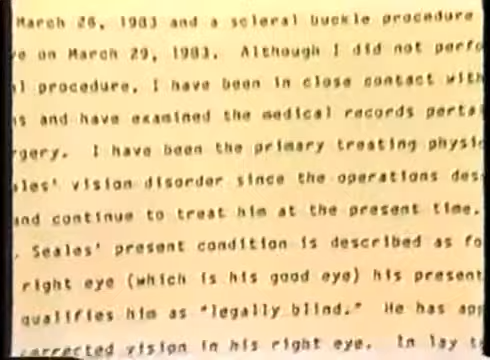 March 28, 1983 and a scleral buckle procedure
e on March 29, 1983. Although I did not perfo
l procedure, I have been in close contact with
s and have examined the medical records perta
rgery. I have been the primary treating physic
ales' vision disorder since the operations des
and continue to treat him at the present time.
. Seales' present condition is described as fo
right eye (which is his good eye) his present
qualifies him as "legally blind." He has app
corrected vision in his right eye. In lay t